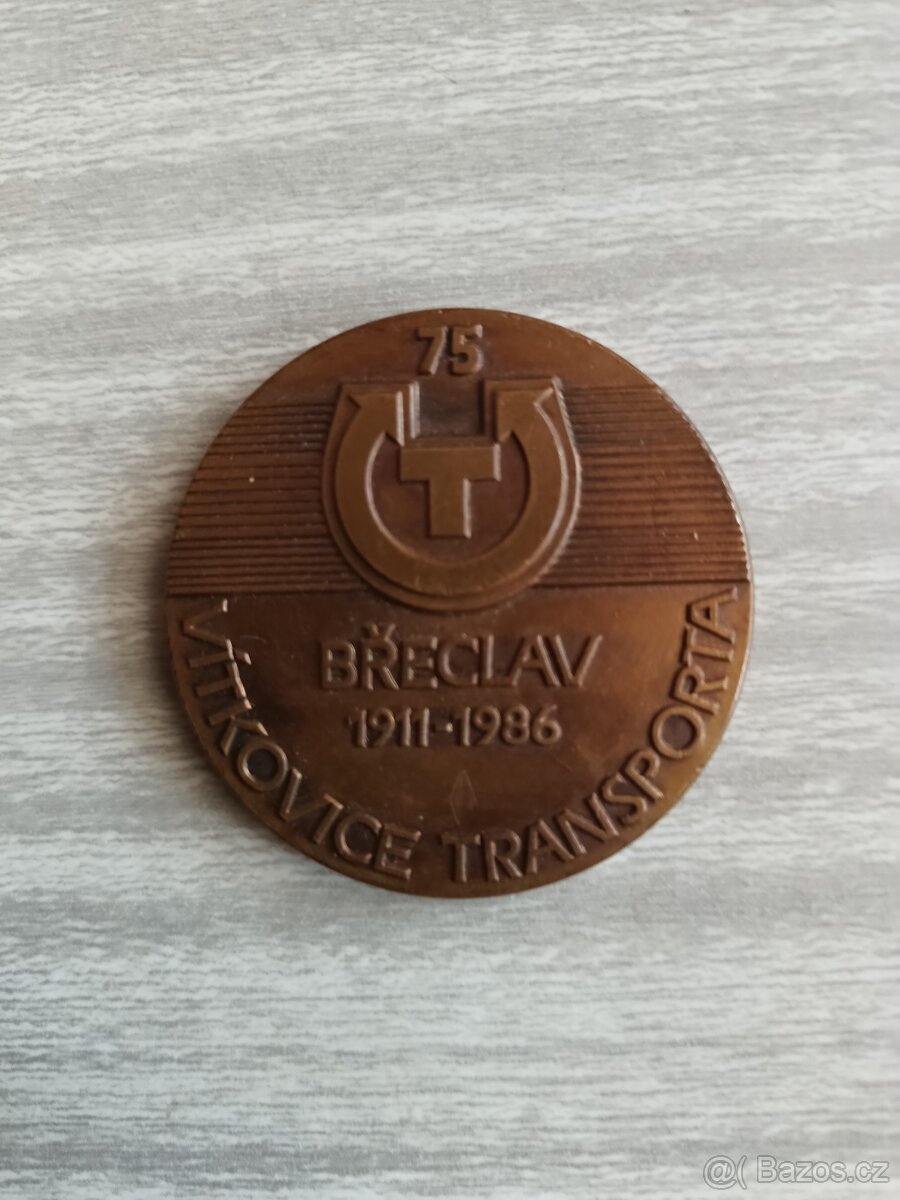 75
T
BŘECLAV
1911-1986
VÍTKOVICE TRANSPORTA
@( Bazos.cz